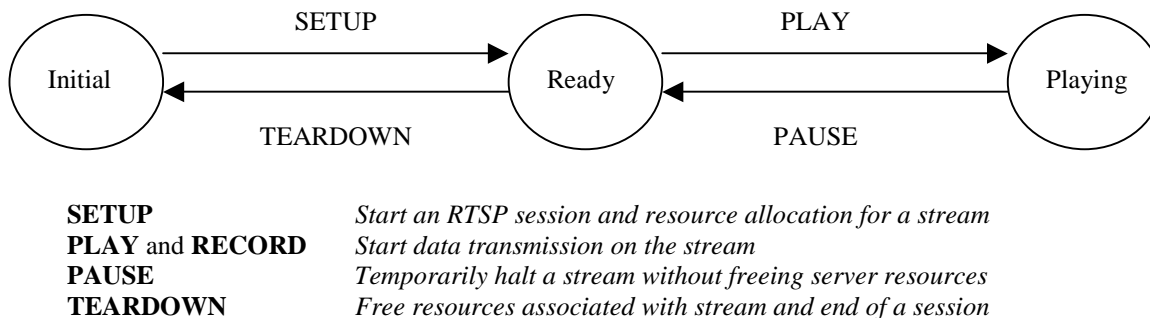 SETUP
PLAY
Initial
Ready
Playing
TEARDOWN
PAUSE
SETUP Start an RTSP session and resource allocation for a stream
PLAY and RECORD Start data transmission on the stream
PAUSE Temporarily halt a stream without freeing server resources
TEARDOWN Free resources associated with stream and end of a session